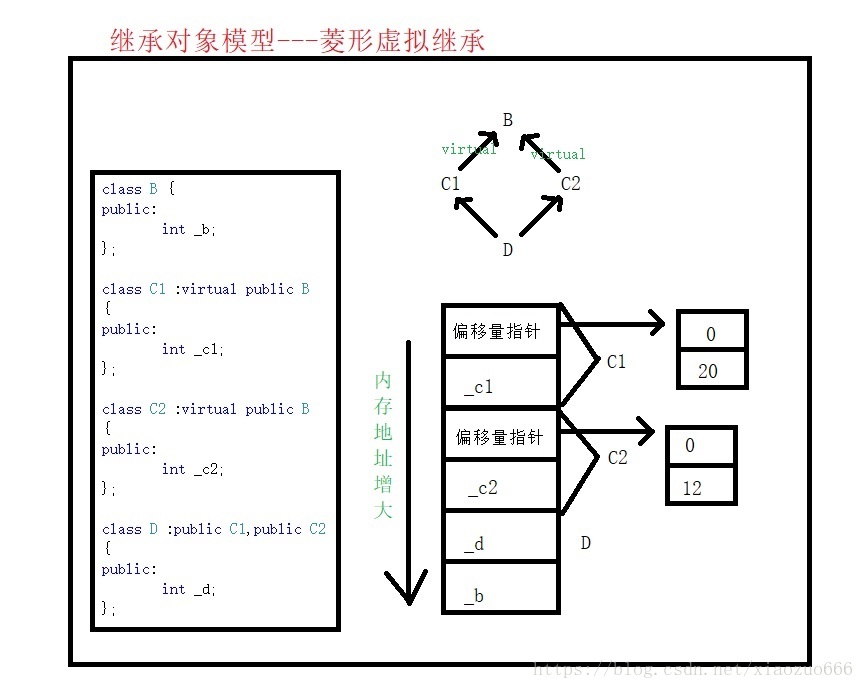 继承对象模型---菱形虚拟继承
B
virtual virtual
C1 C2
D
class B {
public:
int _b;
};
class C1 :virtual public B
{
public:
int _c1;
};
class C2 :virtual public B
{
public:
int _c2;
};
class D :public C1,public C2
{
public:
int _d;
};
内存地址增大
偏移量指针
_c1
C1
0
20
偏移量指针
_c2
C2
0
12
_d
D
_b
https://blog.csdn.net/xiaozuo666